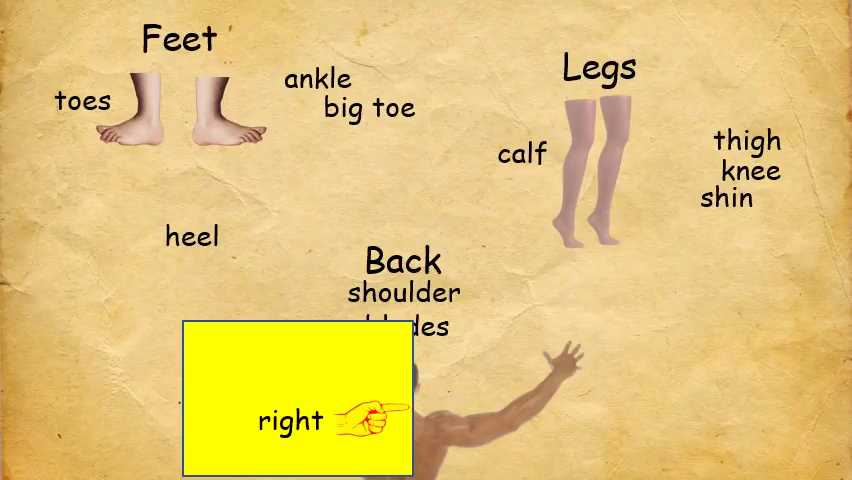 Feet
toes
ankle
big toe
heel
Legs
calf
thigh
knee
shin
Back
shoulder
right